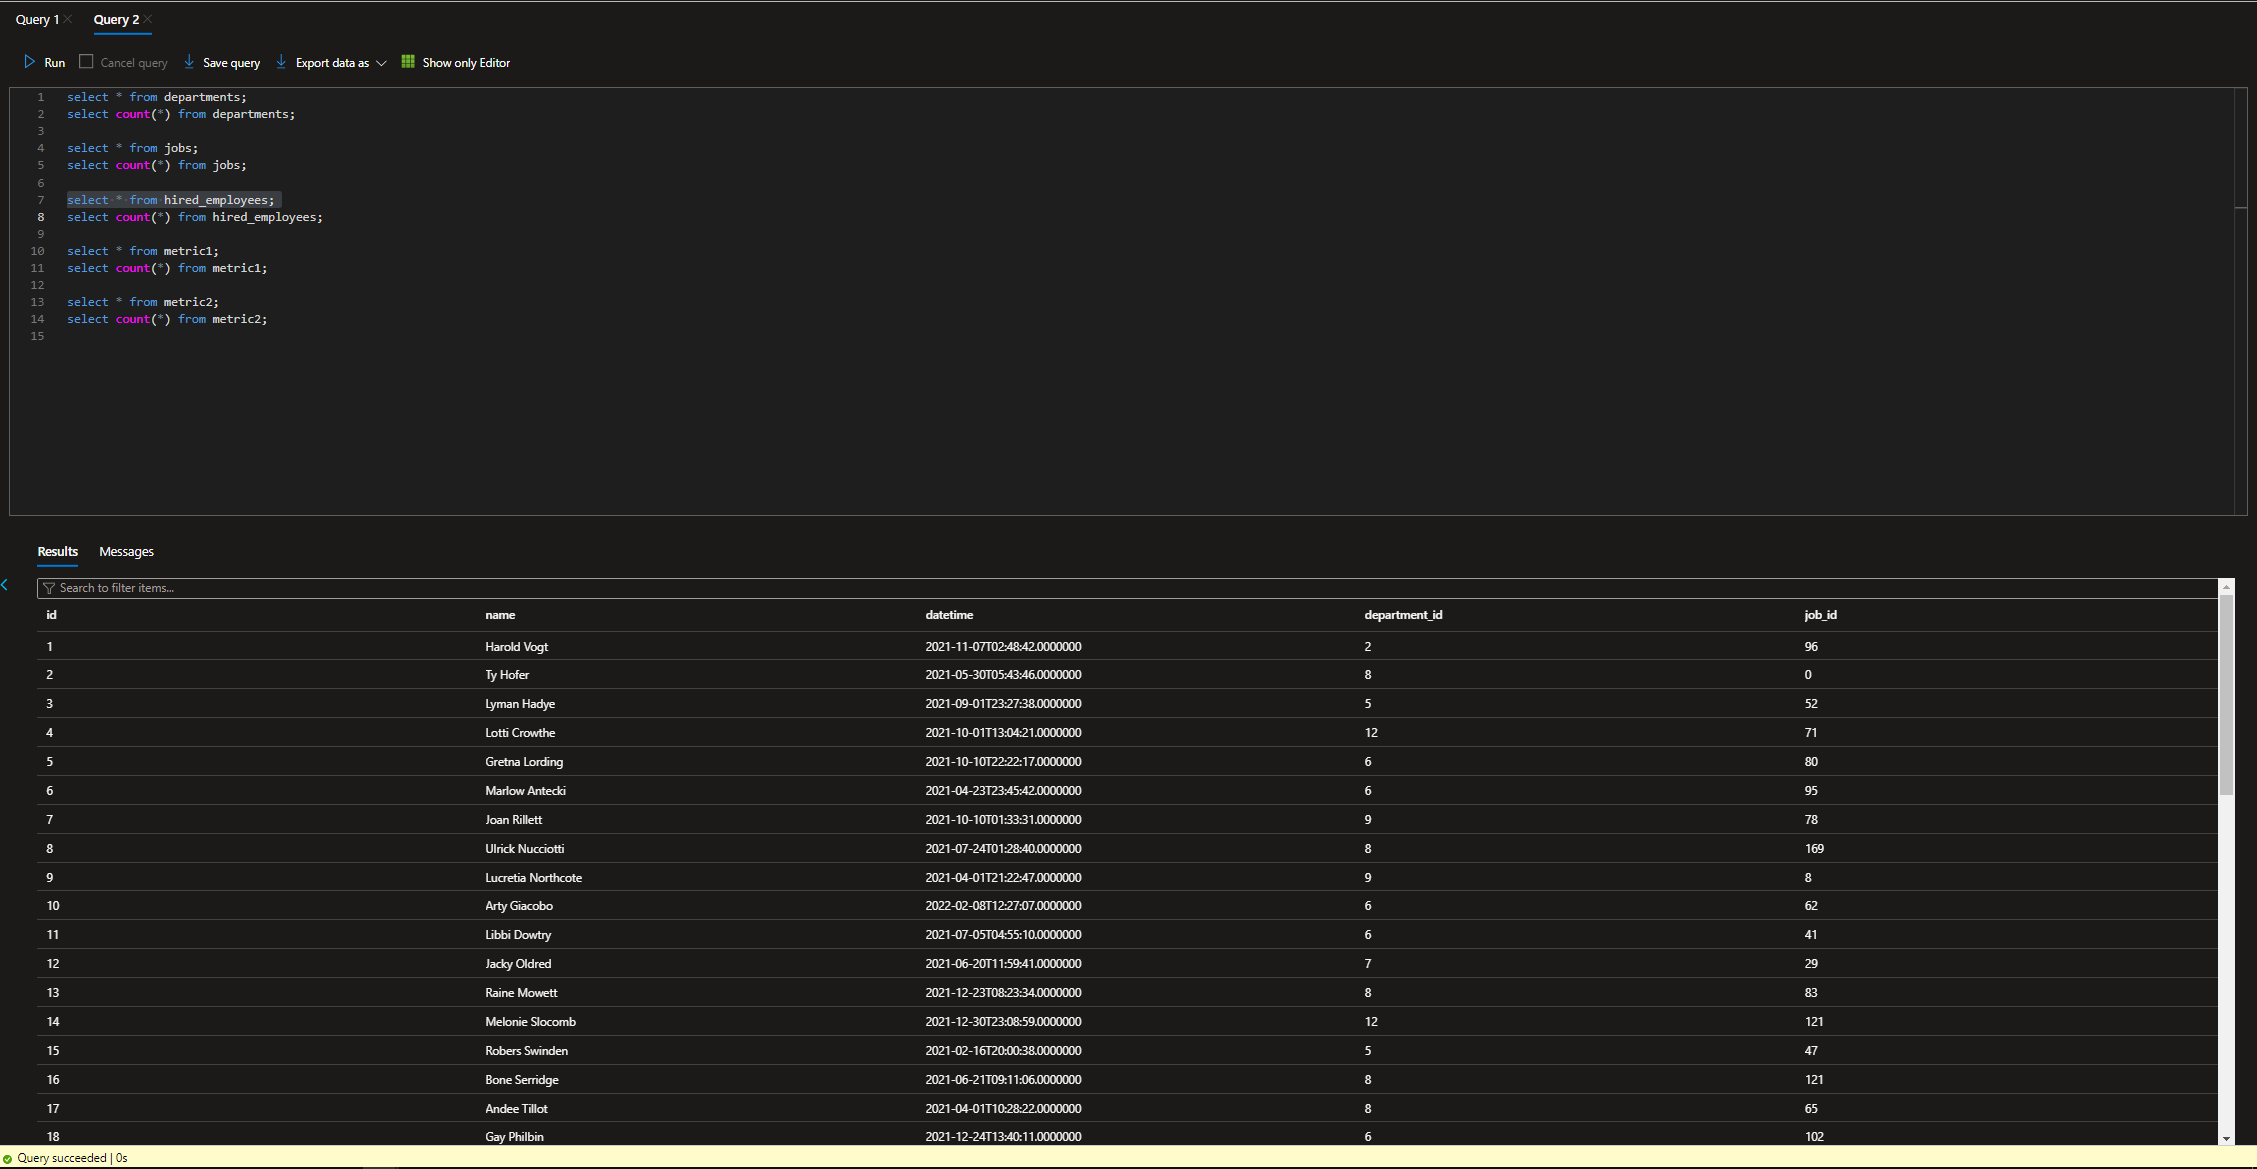 Query 1 Query 2
Run Cancel query Save query Export data as Show only Editor
1 select * from departments;
2 select count(*) from departments;
3
4 select * from jobs;
5 select count(*) from jobs;
6
7 select * from hired_employees;
8 select count(*) from hired_employees;
9
10 select * from metric1;
11 select count(*) from metric1;
12
13 select * from metric2;
14 select count(*) from metric2;
15
Results Messages
Search to filter items...
id name datetime department_id job_id
1 Harold Vogt 2021-11-07T02:48:42.0000000 2 96
2 Ty Hofer 2021-05-30T05:43:46.0000000 8 0
3 Lyman Hadye 2021-09-01T23:27:38.0000000 5 52
4 Lotti Crowthe 2021-10-01T13:04:21.0000000 12 71
5 Gretna Lording 2021-10-10T22:22:17.0000000 6 80
6 Marlow Antecki 2021-04-23T23:45:42.0000000 6 95
7 Joan Rillett 2021-10-10T01:33:31.0000000 9 78
8 Ulrick Nucciotti 2021-07-24T01:28:40.0000000 8 169
9 Lucretia Northcote 2021-04-01T21:22:47.0000000 9 8
10 Arty Giacobo 2022-02-08T12:27:07.0000000 6 62
11 Libbi Dowtry 2021-07-05T04:55:10.0000000 6 41
12 Jacky Oldred 2021-06-20T11:59:41.0000000 7 29
13 Raine Mowett 2021-12-23T08:23:34.0000000 8 83
14 Melonie Slocomb 2021-12-30T23:08:59.0000000 12 121
15 Robers Swinden 2021-02-16T20:00:38.0000000 5 47
16 Bone Serridge 2021-06-21T09:11:06.0000000 8 121
17 Andee Tillot 2021-04-01T10:28:22.0000000 8 65
18 Gay Philbin 2021-12-24T13:40:11.0000000 6 102
Query succeeded | 0s